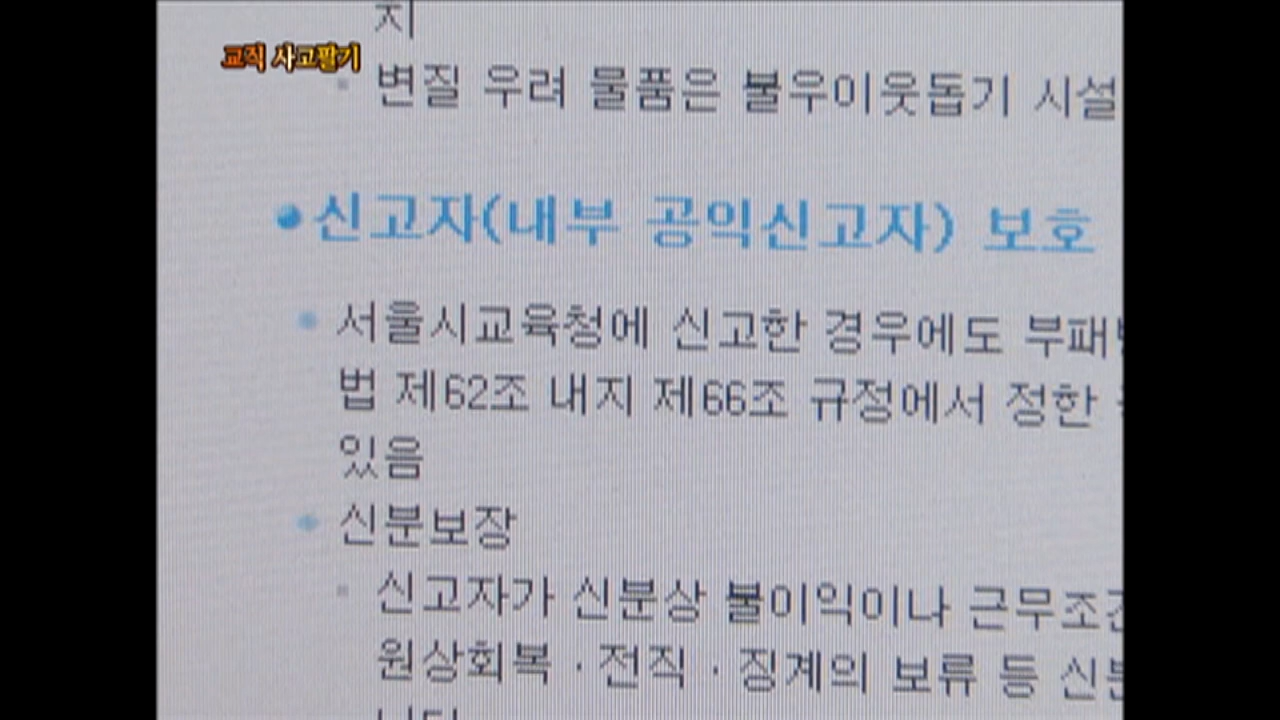 교직 사고팔기
지
변질 우려 물품은 불우이웃돕기 시설
신고자(내부 공익신고자) 보호
서울시교육청에 신고한 경우에도 부패
법 제62조 내지 제66조 규정에서 정한
있음
신분보장
신고자가 신분상 불이익이나 근무조건
원상회복·전직·징계의 보류 등 신분